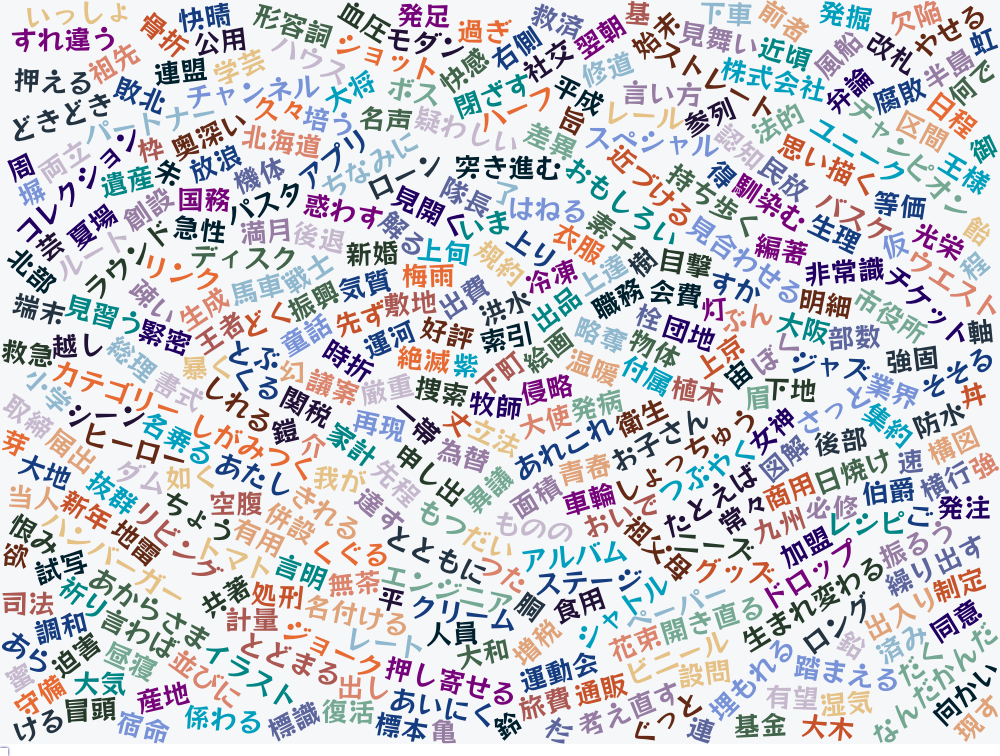 いっしょ
すれ違う
骨折
快晴
公用
形容詞
血圧
発足
モダン
過ぎ
ショット
ハウス
学芸
連盟
祖先
押える
どきどき
敗北
チャンネル
パートナー
久々
大将
培う
ボス
名声
快感
右側
社交
救済
翌朝
基
始末
下車
見舞い
前者
近頃
発掘
欠陥
やせる
虹
改札
風船
弁論
半島
何で
腐敗
株式会社
ストレート
修道
言い方
閉ざす
ハーフ
平成
旨
レール
参列
疑わしい
差異
スペシャル
認知
法的
ユニーク
チャンピオン
区間
日程
御
王様
思い描く
民放
得
馴染む
持ち歩く
近づける
おもしろい
突き進む
周
両立
塀
コレクション
枠
奥深い
北海道
アプリ
ちなみに
ローン
遺産
未
放浪
機体
パスタ
国務
創設
夏場
芸
北部
ルート
ラウンド
急性
満月
後退
惑わす
解る
見開く
隊長
了
いま
はねる
素子
衣服
上り
規約
上旬
新婚
ディスク
リンク
馬車戦士
気質
梅雨
冷凍
上達
樹
目撃
見合わせる
編著
生理
バスケ
等価
仮
光栄
飴
程
ウエスト
非常識
チケット
明細
市役所
軸
イ
端末
見習う
疎い
緊密
生成
王者
どく
振興
童話
先ず
敷地
出費
洪水
出品
職務
会費
灯
すか
ぶん
大阪
部数
救急
越し
総理
暴く
とぶ
くくる
幻
時折
運河
好評
索引
絵画
略奪
栓
団地
物体
上京
宙
ぼく
ジャズ
強固
そそる
小学
カテゴリー
書式
しれる
議案
絶滅
紫
厳重
捜索
下町
侵略
温暖
付属
植木
眉
下地
さっと
業界
丼
取締
シーン
名乗る
しがみつく
鎧
関税
再現
一帯
牧師
文
立法
大使
発病
衛生
お子さん
しょっちゅう
女神
図解
後部
集約
防水
芽
届出
ヒーロー
ダム
如く
あたし
介
家計
為替
申し出
異議
あれこれ
青春
面積
車輪
おいで
つぶやく
たとえば
商用
日焼け
速
横図
大地
抜群
当人
新年
地雷
リビング
ちょう
空腹
併設
きれる
我が
先程
達す
もつ
だい
ものの
祖父母
ニーズ
常々
九州
必修
伯爵
横行
強
恨み
欲
ハンバーガー
試写
トマト
有用
くぐる
とともに
つた
アルバム
ステージ
グッズ
加盟
レシピ
ご
発注
振るう
繰り出す
祈り
あからさま
共著
処刑
言明
無茶
エンジニア
平
クリーム
胴
食用
シャトル
ペーパー
ドロップ
生まれ変わる
制定
司法
調和
言わば
計量
名付ける
人員
大和
増税
花束
開き直る
ロング
路
出入り
同意
あら
迫害
昼寝
並びに
イラスト
とどまる
ジョーク
レート
押し寄せる
運動会
ビニール
設問
埋もれる
踏まえる
済み
だく
蜜
守備
大気
産地
出し
あいにく
旅費
通販
考え直す
ぐっと
有望
湿気
なんだかんだ
向かい
ける
冒頭
宿命
係わる
標識
復活
標本
亀
鈴
た
連
基金
大木
現す